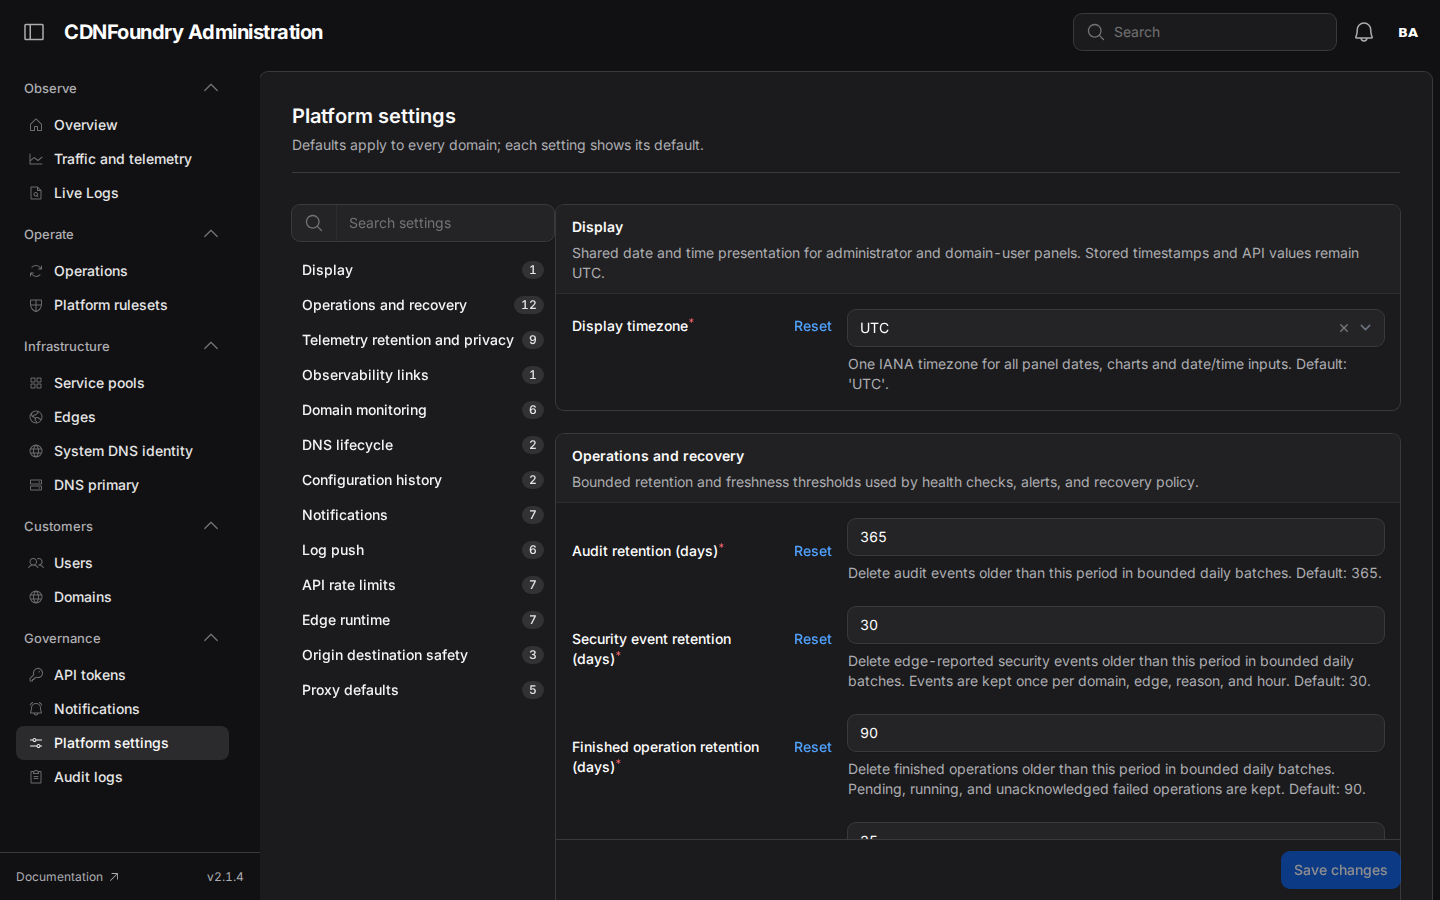 CDNFoundry Administration
Search
BA
Observe
Overview
Traffic and telemetry
Live Logs
Operate
Operations
Platform rulesets
Infrastructure
Service pools
Edges
System DNS identity
DNS primary
Customers
Users
Domains
Governance
API tokens
Notifications
Platform settings
Audit logs
Documentation
v2.1.4
Platform settings
Defaults apply to every domain; each setting shows its default.
Search settings
Display 1
Operations and recovery 12
Telemetry retention and privacy 9
Observability links 1
Domain monitoring 6
DNS lifecycle 2
Configuration history 2
Notifications 7
Log push 6
API rate limits 7
Edge runtime 7
Origin destination safety 3
Proxy defaults 5
Display
Shared date and time presentation for administrator and domain-user panels. Stored timestamps and API values remain
UTC.
Display timezone* Reset UTC
One IANA timezone for all panel dates, charts and date/time inputs. Default:
'UTC'.
Operations and recovery
Bounded retention and freshness thresholds used by health checks, alerts, and recovery policy.
Audit retention (days)* Reset 365
Delete audit events older than this period in bounded daily batches. Default: 365.
Security event retention
(days)* Reset 30
Delete edge-reported security events older than this period in bounded daily
batches. Events are kept once per domain, edge, reason, and hour. Default: 30.
Finished operation retention
(days)* Reset 90
Delete finished operations older than this period in bounded daily batches.
Pending, running, and unacknowledged failed operations are kept. Default: 90.
Save changes